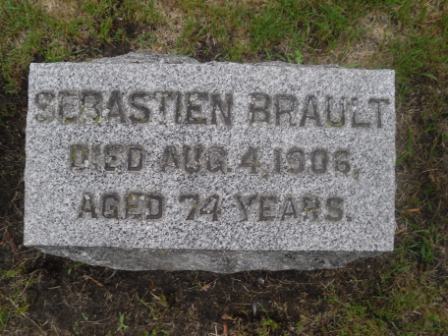 SEBASTIEN BRAULT
DIED AUG. 4, 1906,
AGED 74 YEARS.